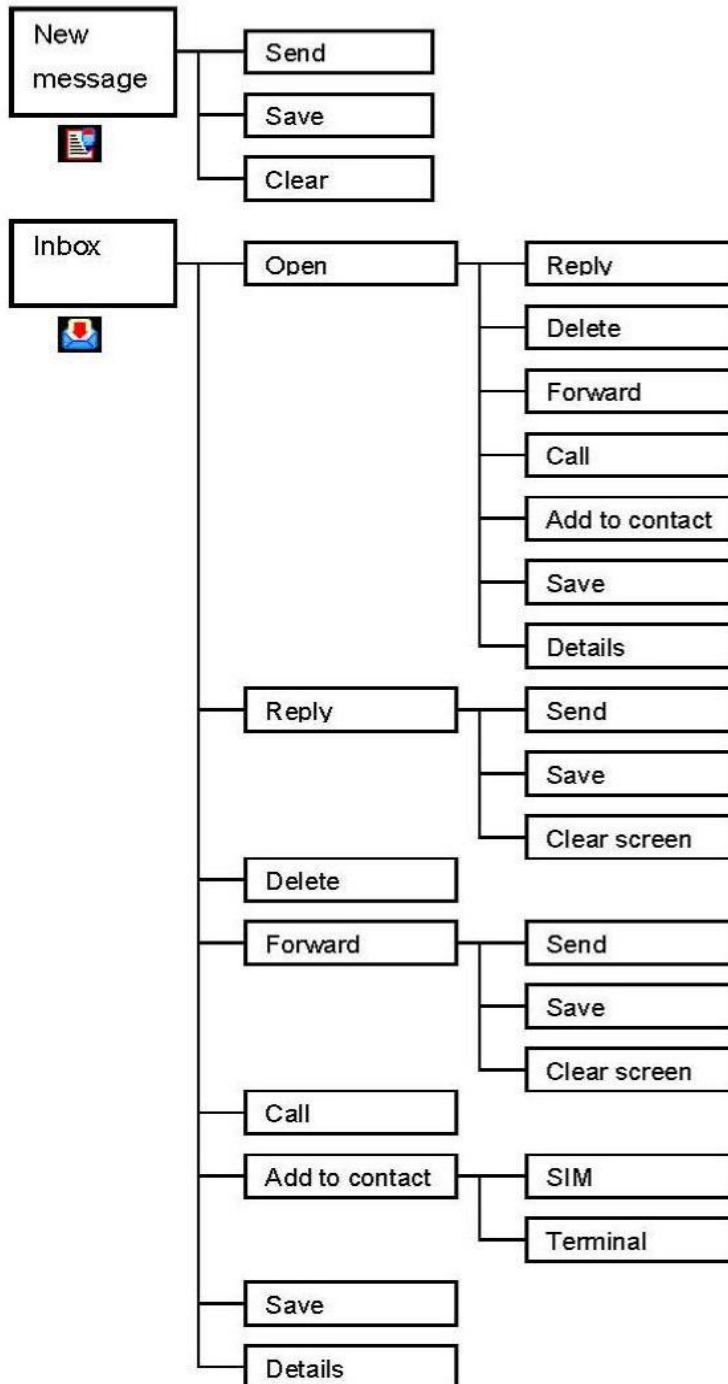 New
message
Send
Save
Clear
Inbox
Open
Reply
Delete
Forward
Call
Add to contact
Save
Details
Reply
Send
Save
Clear screen
Delete
Forward
Send
Save
Clear screen
Call
Add to contact
SIM
Terminal
Save
Details